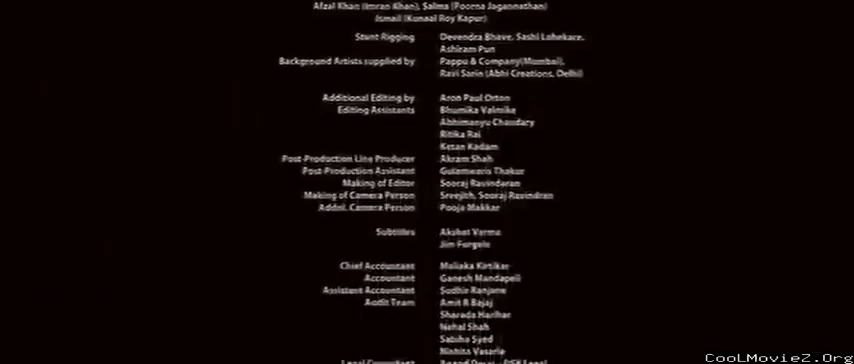 Afzal Khan (Imran Khan), Salma (Poorna Jagannathan)
Ismail (Kunaal Roy Kapur)
Stunt Rigging Devendra Bhave, Sashi Lohekare,
Ashiram Pun
Background Artists supplied by Pappu & Company(Mumbai),
Ravi Sarin (Abhi Creations, Delhi)
Additional Editing by Aron Paul Orton
Editing Assistants Bhumika Valmike
Abhimanyu Chaudary
Ritika Rai
Ketan Kadam
Post-Production Line Producer Akram Shah
Post-Production Assistant Gulamwaris Thakur
Making of Editor Sooraj Ravindaran
Making of Camera Person Sreejith, Sooraj Ravindran
Addnl. Camera Person Pooja Makkar
Subtitles Akshat Verma
Jim Furgele
Chief Accountant Mallaka Kirtikar
Accountant Ganesh Mandapeli
Assistant Accountant Sudhir Ranjane
Audit Team Amit R Bajaj
Sharada Harihar
Nehal Shah
Sabiha Syed
Nishita
Legal Consultant
CooLMovieZ.Org